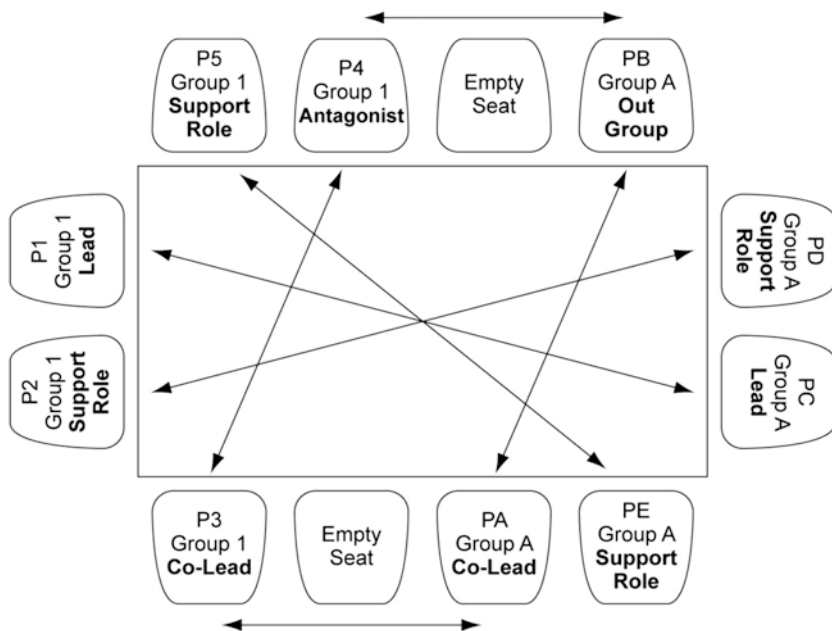 P5
Group 1
Support
Role
P4
Group 1
Antagonist
Empty
Seat
PB
Group A
Out
Group
P1
Group 1
Lead
PD
Group A
Support
Role
P2
Group 1
Support
Role
PC
Group A
Lead
P3
Group 1
Co-Lead
Empty
Seat
PA
Group A
Co-Lead
PE
Group A
Support
Role